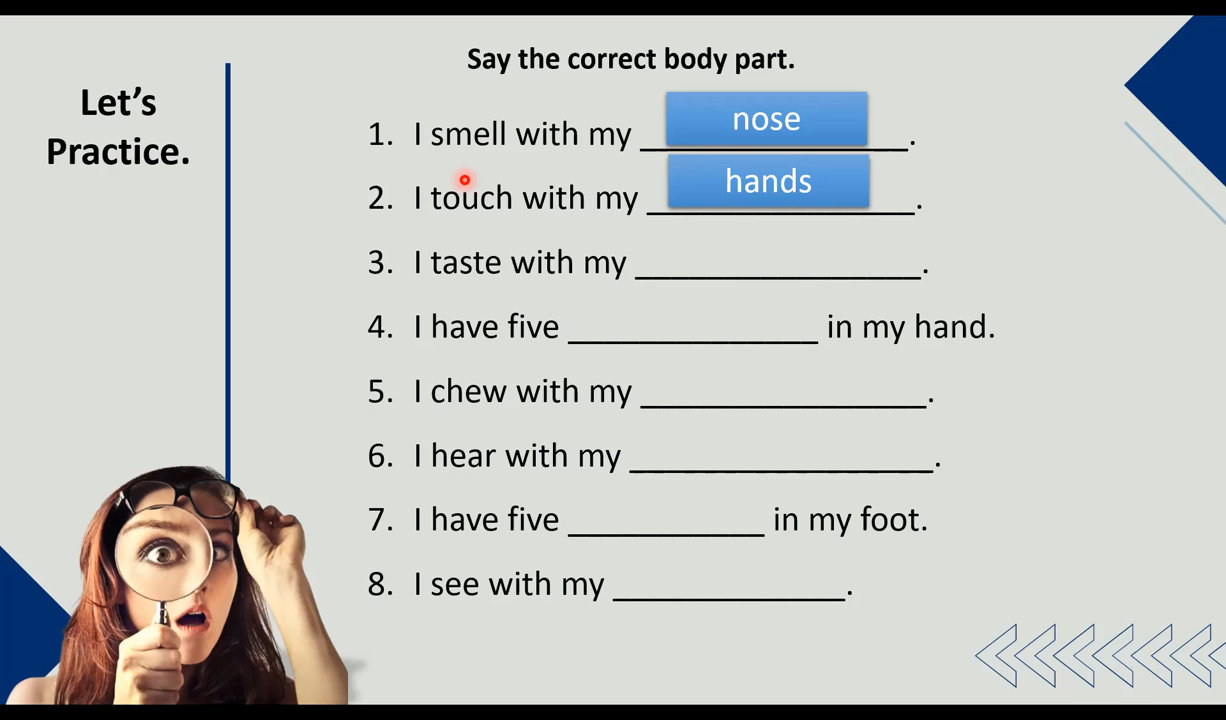 Say the correct body part.
Let’s
Practice.
1. I smell with my _______________ nose.
2. I touch with my _______________ hands.
3. I taste with my ________________.
4. I have five ______________ in my hand.
5. I chew with my ________________.
6. I hear with my _________________.
7. I have five ___________ in my foot.
8. I see with my _____________.